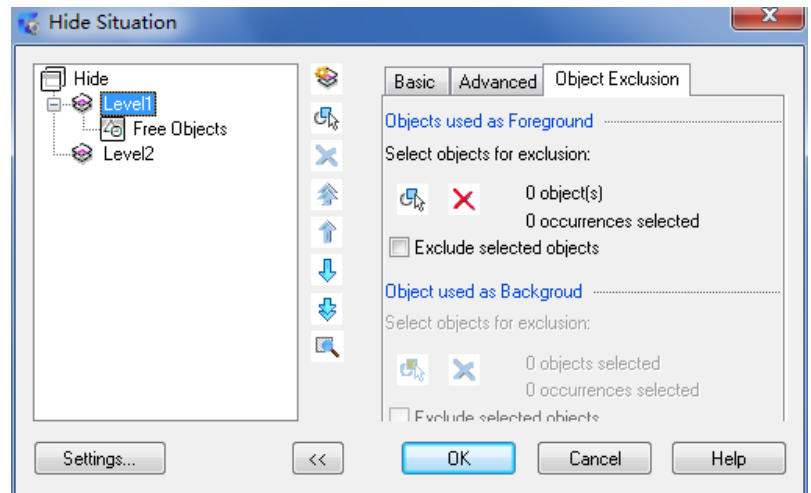 Hide Situation
Hide
Level1
Free Objects
Level2
Basic
Advanced
Object Exclusion
Objects used as Foreground
Select objects for exclusion:
0 object(s)
0 occurrences selected
Exclude selected objects
Object used as Backgroud
Select objects for exclusion:
0 objects selected
0 occurrences selected
Exclude selected objects
Settings...
<<
OK
Cancel
Help